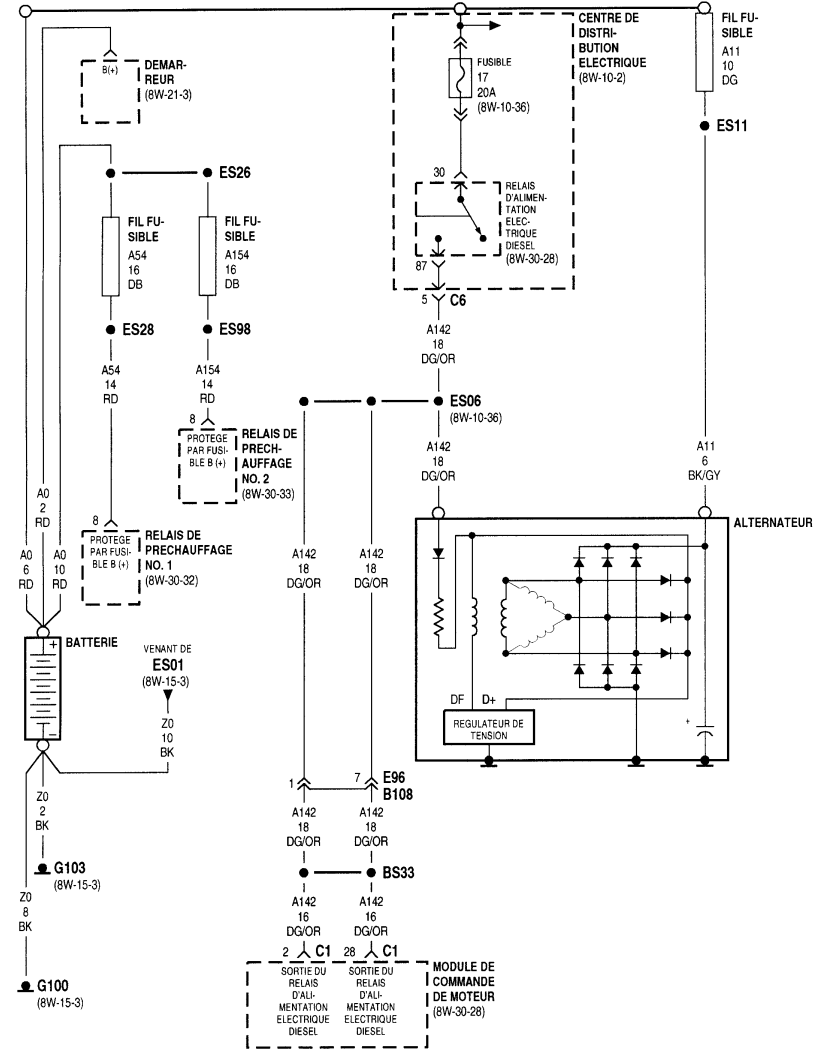 DEMAR-
REUR
(8W-21-3)
B(+)
CENTRE DE
DISTRI-
BUTION
ELECTRIQUE
(8W-10-2)
FUSIBLE
17
20A
(8W-10-36)
FIL FU-
SIBLE
A11
10
DG
ES11
30
RELAIS
D'ALIMEN-
TATION
ELEC-
TRIQUE
DIESEL
(8W-30-28)
87
5
C6
ES26
FIL FU-
SIBLE
A54
16
DB
FIL FU-
SIBLE
A154
16
DB
ES28
ES98
A54
14
RD
A154
14
RD
A142
18
DG/OR
ES06
(8W-10-36)
A142
18
DG/OR
A11
6
BK/GY
8
PROTEGE
PAR FUSI-
BLE B (+)
RELAIS DE
PRECH-
AUFFAGE
NO. 2
(8W-30-33)
A0
2
RD
8
PROTEGE
PAR FUSI-
BLE B (+)
RELAIS DE
PRECHAUFFAGE
NO. 1
(8W-30-32)
A0
6
RD
A0
10
RD
A142
18
DG/OR
A142
18
DG/OR
ALTERNATEUR
DF
D+
REGULATEUR DE
TENSION
+
+
BATTERIE
–
VENANT DE
ES01
(8W-15-3)
Z0
10
BK
Z0
2
BK
G103
(8W-15-3)
Z0
8
BK
G100
(8W-15-3)
1
7
E96
B108
A142
18
DG/OR
A142
18
DG/OR
BS33
A142
16
DG/OR
A142
16
DG/OR
2
C1
28
C1
SORTIE DU
RELAIS
D'ALI-
MENTATION
ELECTRIQUE
DIESEL
SORTIE DU
RELAIS
D'ALI-
MENTATION
ELECTRIQUE
DIESEL
MODULE DE
COMMANDE
DE MOTEUR
(8W-30-28)